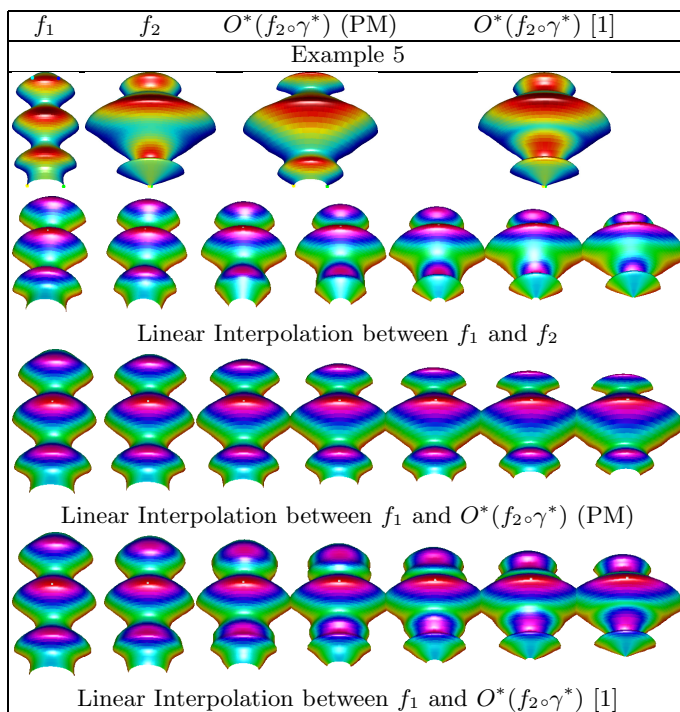 f₁ f₂ O*(f₂∘γ*) (PM) O*(f₂∘γ*) [1]
Example 5
Linear Interpolation between f₁ and f₂
Linear Interpolation between f₁ and O*(f₂∘γ*) (PM)
Linear Interpolation between f₁ and O*(f₂∘γ*) [1]